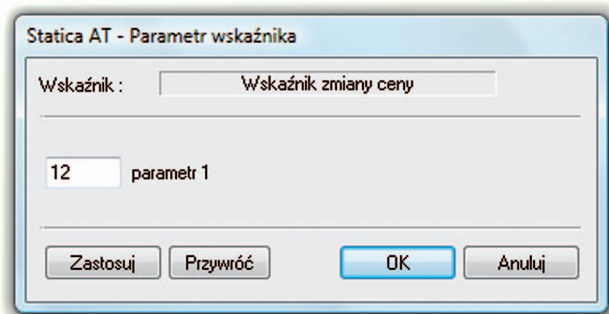 Statica AT - Parametr wskaźnika
Wskaźnik : Wskaźnik zmiany ceny
12 parametr 1
Zastosuj Przywróć OK Anuluj